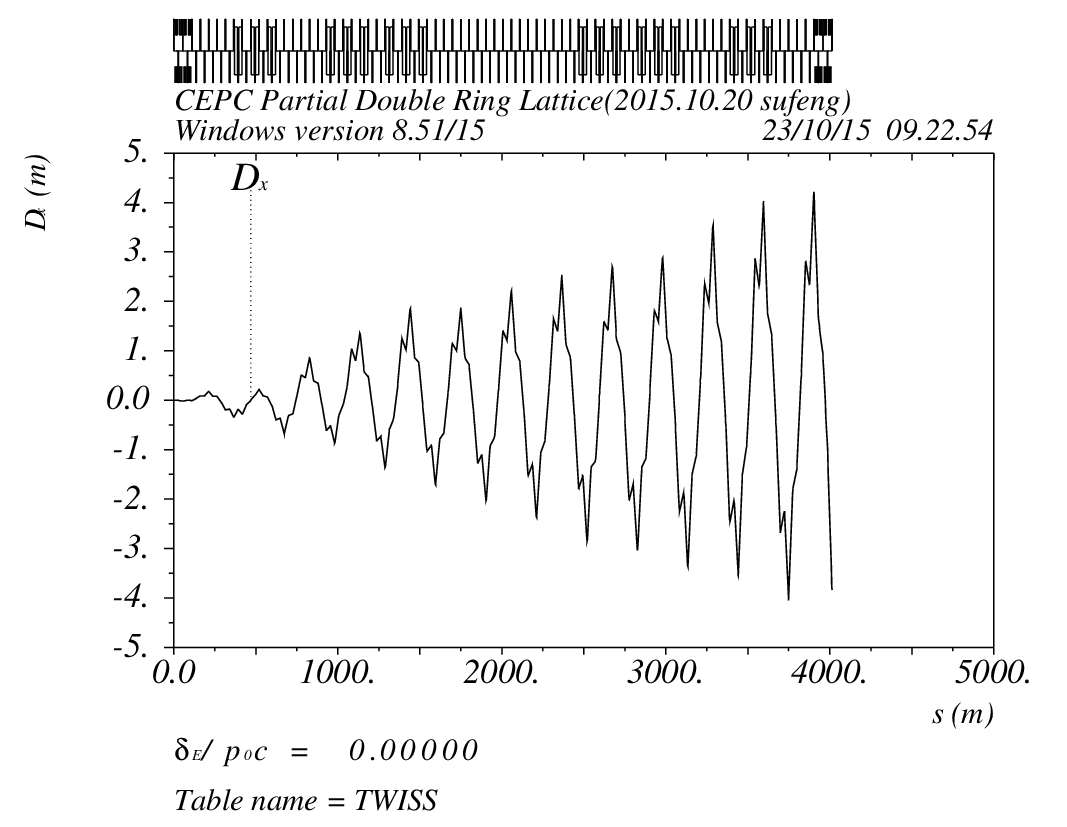 CEPC Partial Double Ring Lattice(2015.10.20 sufeng)
Windows version 8.51/15 23/10/15 09.22.54
Dx (m)
Dx
5.
4.
3.
2.
1.
0.0
-1.
-2.
-3.
-4.
-5.
0.0 1000. 2000. 3000. 4000. 5000.
s (m)
δE/ p0c = 0.00000
Table name = TWISS